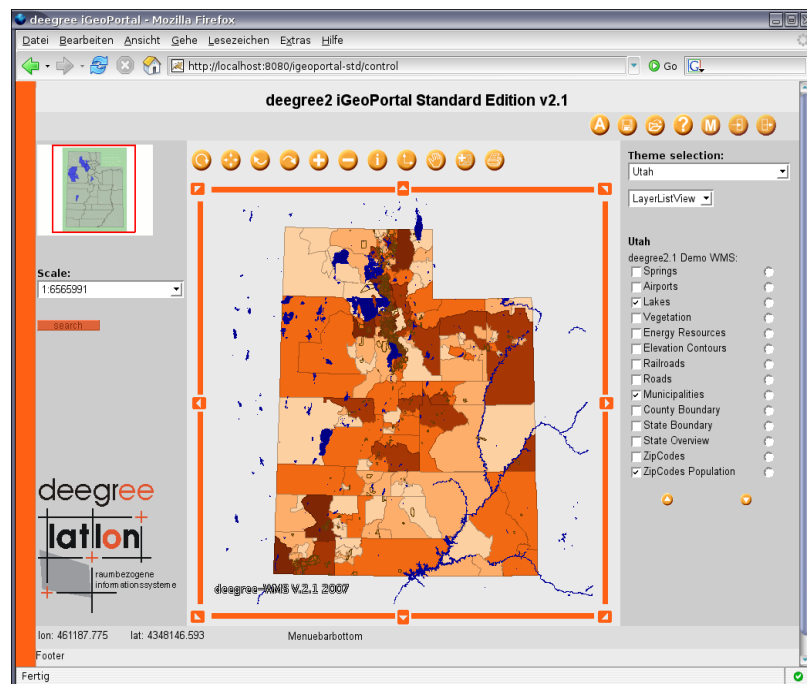 deegree iGeoPortal - Mozilla Firefox
Datei Bearbeiten Ansicht Gehe Lesezeichen Extras Hilfe
http://localhost:8080/igeoportal-std/control
Go
G
deegree2 iGeoPortal Standard Edition v2.1
A ? M
i
Theme selection:
Utah
LayerListView
Scale:
1:6565991
search
Utah
deegree2.1 Demo WMS:
Springs
Airports
Lakes
Vegetation
Energy Resources
Elevation Contours
Railroads
Roads
Municipalities
County Boundary
State Boundary
State Overview
ZipCodes
ZipCodes Population
deegree
lat lon
raumbezogene
informationssysteme
deegree-WMS V.2.1 2007
lon: 461187.775 lat: 4348146.593 Menuebarbottom
Footer
Fertig